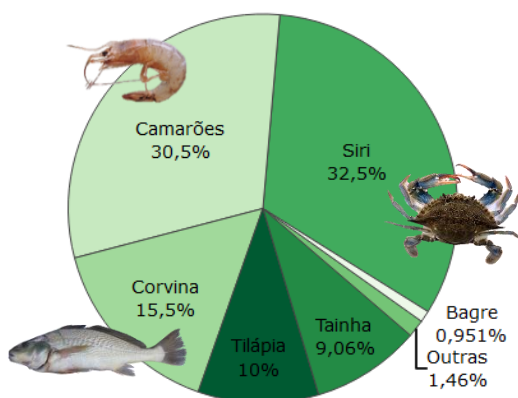 Camarões
30,5%
Siri
32,5%
Corvina
15,5%
Tilápia
10%
Tainha
9,06%
Bagre
0,951%
Outras
1,46%